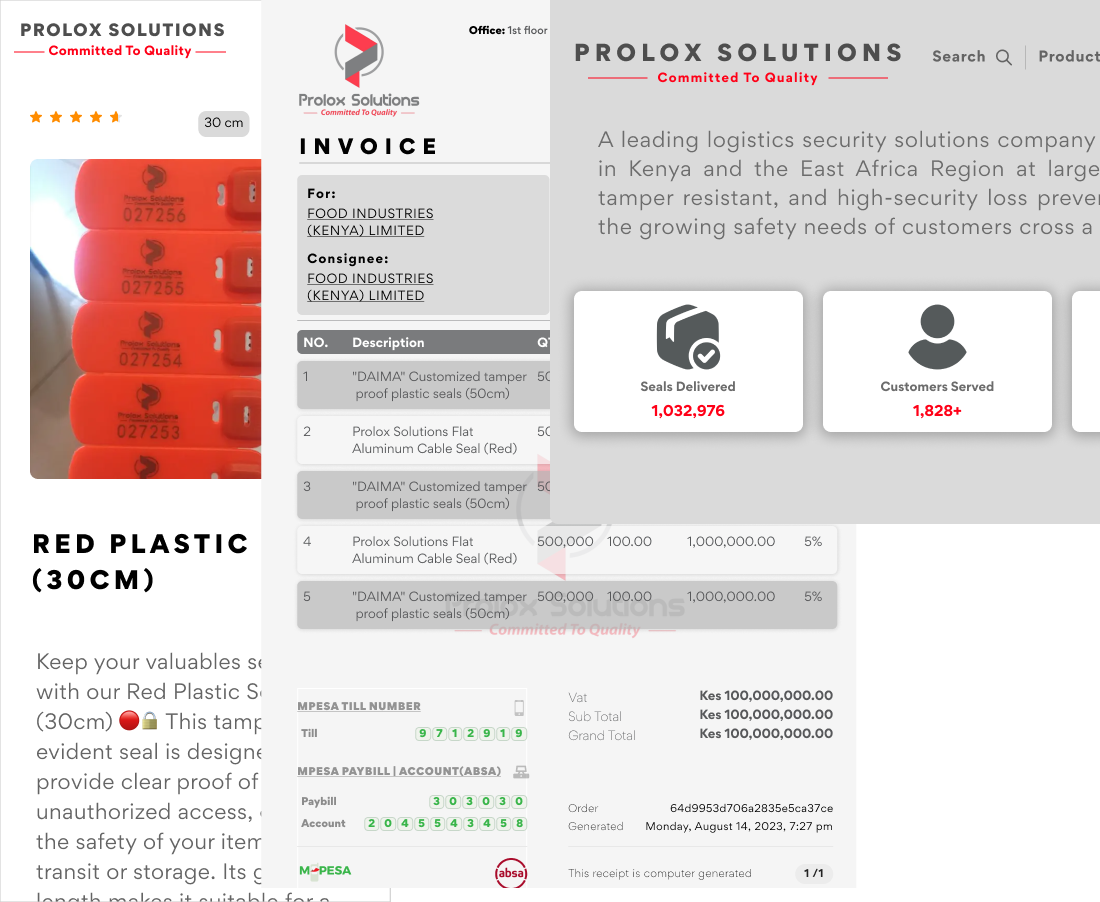 PROLOX SOLUTIONS
Committed To Quality
30 cm
Prolox Solutions
027256
Prolox Solutions
027255
Prolox Solutions
027254
Prolox Solutions
027253
RED PLASTIC
(30CM)
Keep your valuables se
with our Red Plastic S
(30cm) 🔴🔒 This tamp
evident seal is designe
provide clear proof of
unauthorized access,
the safety of your item
transit or storage. Its g
length makes it suitable for a
Office: 1st floor
Prolox Solutions
Committed To Quality
INVOICE
For:
FOOD INDUSTRIES
(KENYA) LIMITED
Consignee:
FOOD INDUSTRIES
(KENYA) LIMITED
NO. Description QT
1 "DAIMA" Customized tamper 50
proof plastic seals (50cm)
2 Prolox Solutions Flat 50
Aluminum Cable Seal (Red)
3 "DAIMA" Customized tamper 50
proof plastic seals (50cm)
4 Prolox Solutions Flat 500,000 100.00 1,000,000.00 5%
Aluminum Cable Seal (Red)
5 "DAIMA" Customized tamper 500,000 100.00 1,000,000.00 5%
proof plastic seals (50cm)
Prolox Solutions
Committed To Quality
MPESA TILL NUMBER
Till 9 7 1 2 9 1 9
MPESA PAYBILL | ACCOUNT(ABSA)
Paybill 3 0 3 0 3 0
Account 2 0 4 5 5 4 3 4 5 8
M-PESA
absa
Vat Kes 100,000,000.00
Sub Total Kes 100,000,000.00
Grand Total Kes 100,000,000.00
Order 64d9953d706a2835e5ca37ce
Generated Monday, August 14, 2023, 7:27 pm
This receipt is computer generated 1 /1
PROLOX SOLUTIONS
Committed To Quality
Search
Product
A leading logistics security solutions company
in Kenya and the East Africa Region at large
tamper resistant, and high-security loss preve
the growing safety needs of customers cross a
Seals Delivered
1,032,976
Customers Served
1,828+